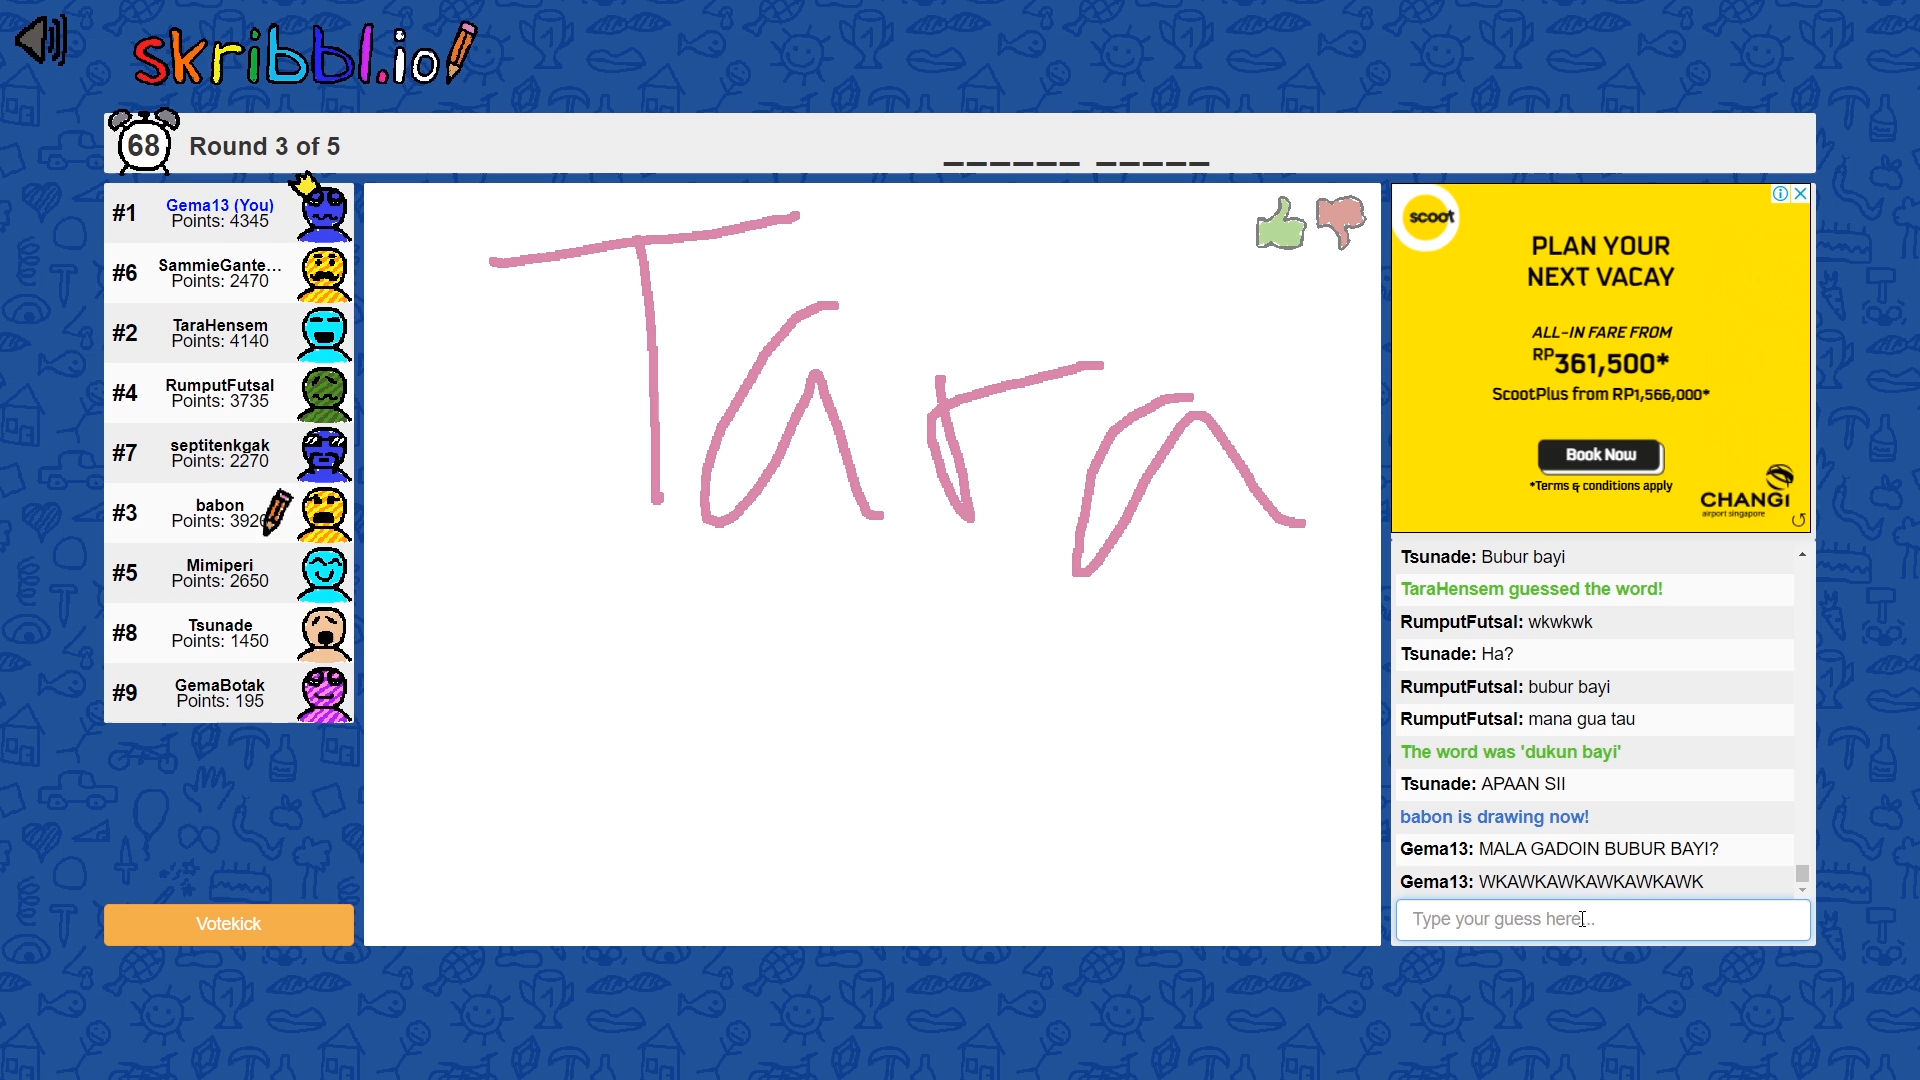 skribbl.io
68 Round 3 of 5 ______ _____
#1 Gema13 (You)
Points: 4345
#6 SammieGante...
Points: 2470
#2 TaraHensem
Points: 4140
#4 RumputFutsal
Points: 3735
#7 septitenkgak
Points: 2270
#3 babon
Points: 3920
#5 Mimiperi
Points: 2650
#8 Tsunade
Points: 1450
#9 GemaBotak
Points: 195
Votekick
Tara
scoot
PLAN YOUR
NEXT VACAY
ALL-IN FARE FROM
RP361,500*
ScootPlus from RP1,566,000*
Book Now
*Terms & conditions apply
CHANGI
airport singapore
Tsunade: Bubur bayi
TaraHensem guessed the word!
RumputFutsal: wkwkwk
Tsunade: Ha?
RumputFutsal: bubur bayi
RumputFutsal: mana gua tau
The word was 'dukun bayi'
Tsunade: APAAN SII
babon is drawing now!
Gema13: MALA GADOIN BUBUR BAYI?
Gema13: WKAWKAWKAWKAWKAWK
Type your guess here...